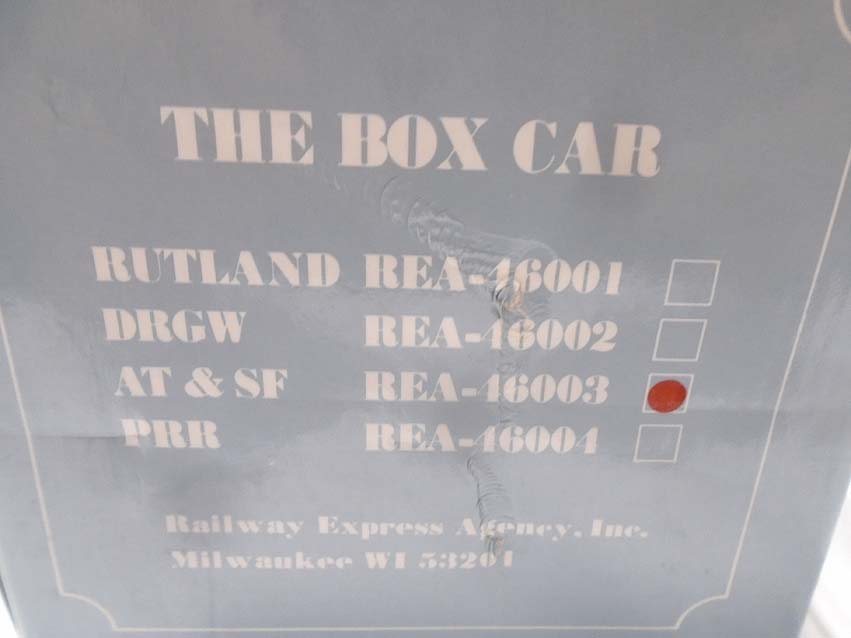 THE BOX CAR
RUTLAND REA-46001
DRGW REA-46002
AT & SF REA-46003
PRR REA-46004
Railway Express Agency, Inc.
Milwaukee WI 53201